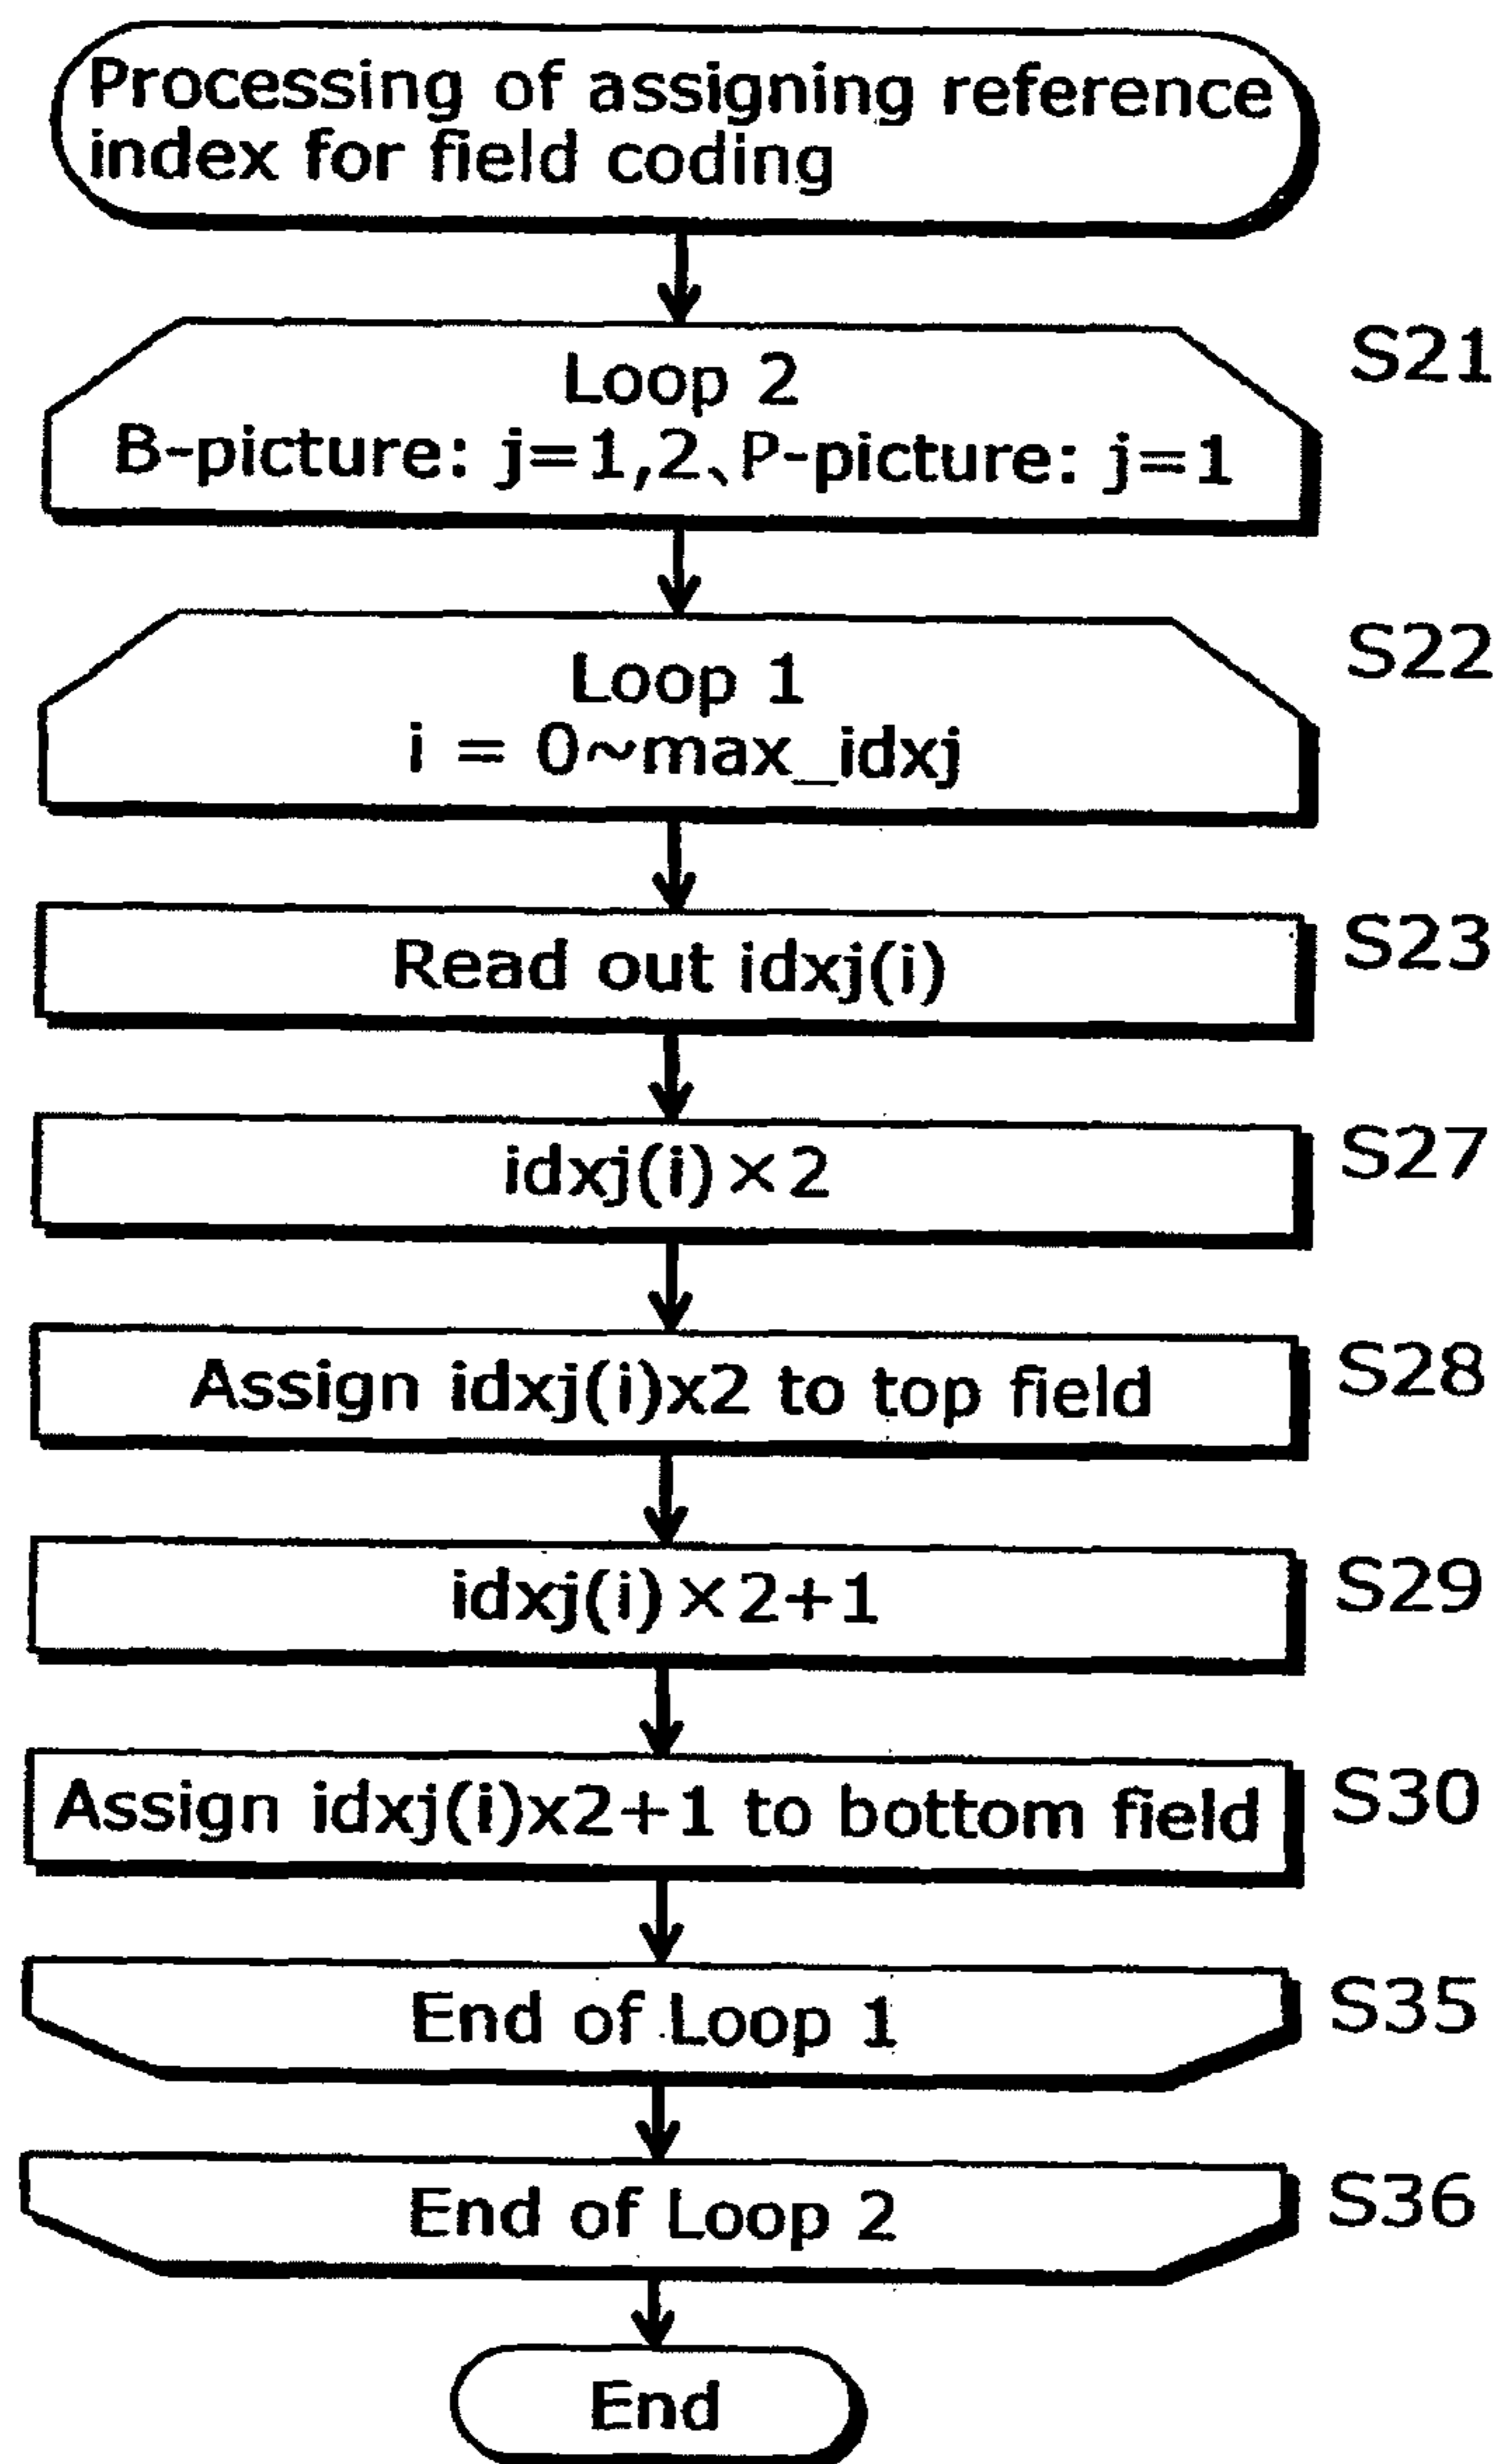 Processing of assigning reference
index for field coding
Loop 2
B-picture: j=1,2、P-picture: j=1
S21
Loop 1
i = 0~max_idxj
S22
Read out idxj(i)
S23
idxj(i)×2
S27
Assign idxj(i)x2 to top field
S28
idxj(i)×2+1
S29
Assign idxj(i)x2+1 to bottom field
S30
End of Loop 1
S35
End of Loop 2
S36
End